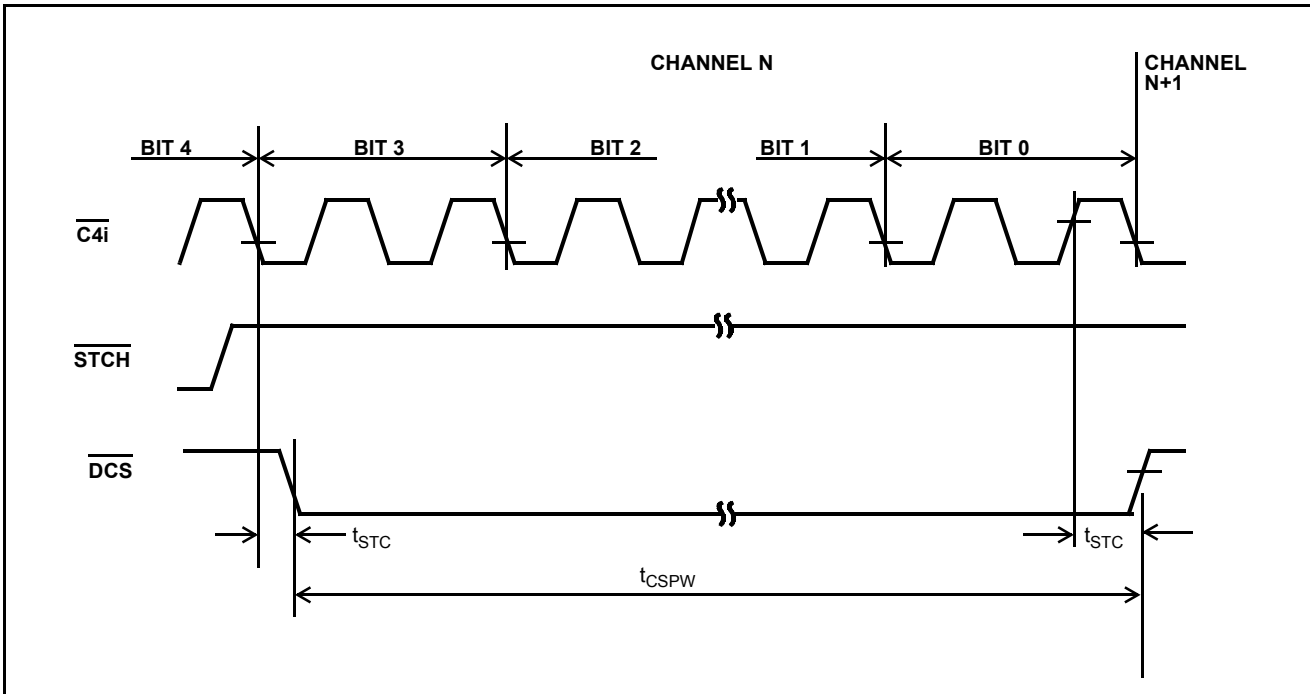 CHANNEL N
CHANNEL
N+1
BIT 4
BIT 3
BIT 2
BIT 1
BIT 0
C4i
STCH
DCS
tSTC
tSTC
tCSPW